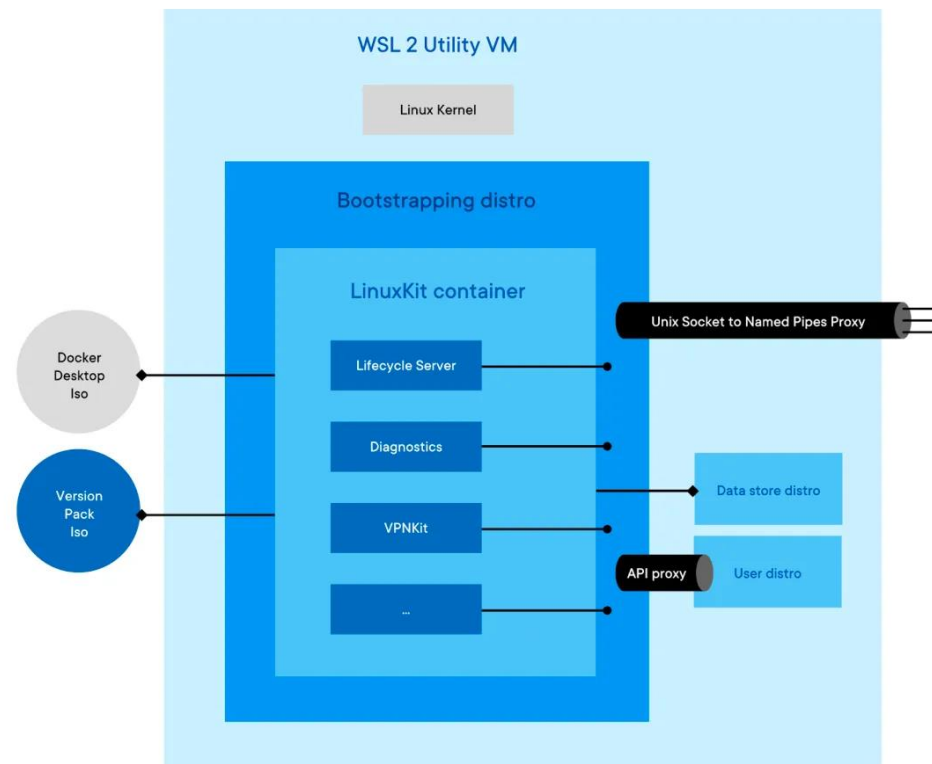 WSL 2 Utility VM
Linux Kernel
Bootstrapping distro
LinuxKit container
Unix Socket to Named Pipes Proxy
Docker
Desktop
Iso
Lifecycle Server
Diagnostics
Version
Pack
Iso
Data store distro
VPNKit
API proxy
User distro
...